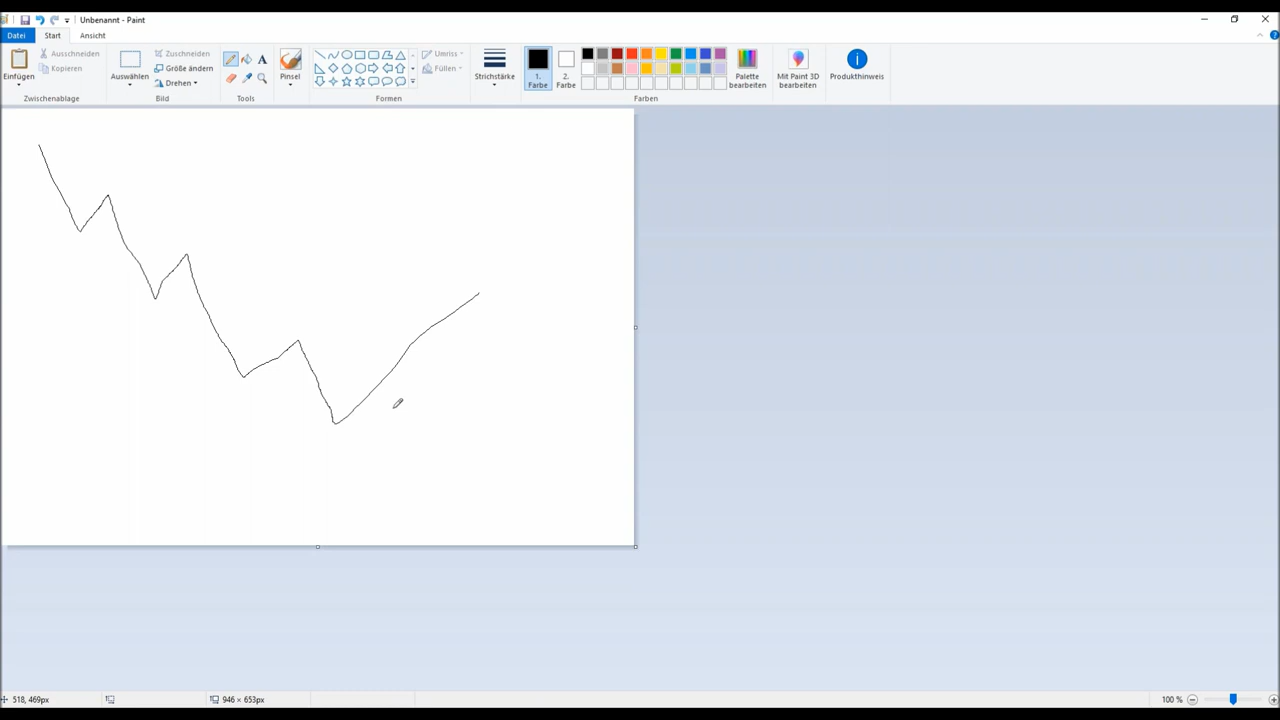 Unbenannt - Paint
Datei Start Ansicht
Einfügen
Ausschneiden
Kopieren
Zwischenablage
Auswählen
Zuschneiden
Größe ändern
Drehen
Bild
A
Tools
Pinsel
Formen
Umriss
Füllen
Strichstärke
1. Farbe
2. Farbe
Farben
Palette bearbeiten
Mit Paint 3D bearbeiten
Produkthinweis
518, 469px
946 × 653px
100 %